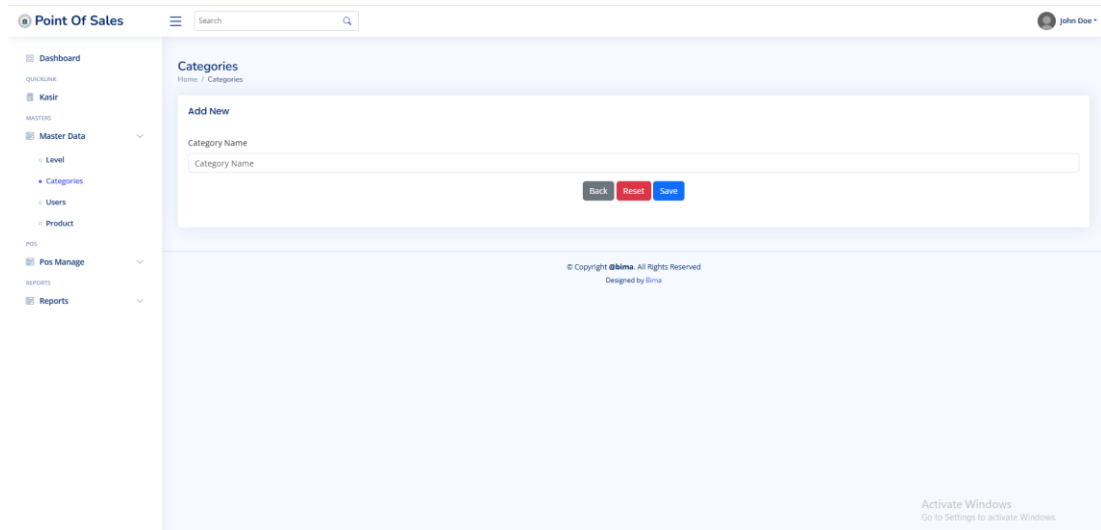 Point Of Sales
Search
John Doe
Dashboard
QUICKLINK
Kasir
MASTERS
Master Data
Level
Categories
Users
Product
POS
Pos Manage
REPORTS
Reports
Categories
Home / Categories
Add New
Category Name
Category Name
Back Reset Save
© Copyright @bima. All Rights Reserved
Designed by Bima
Activate Windows
Go to Settings to activate Windows.